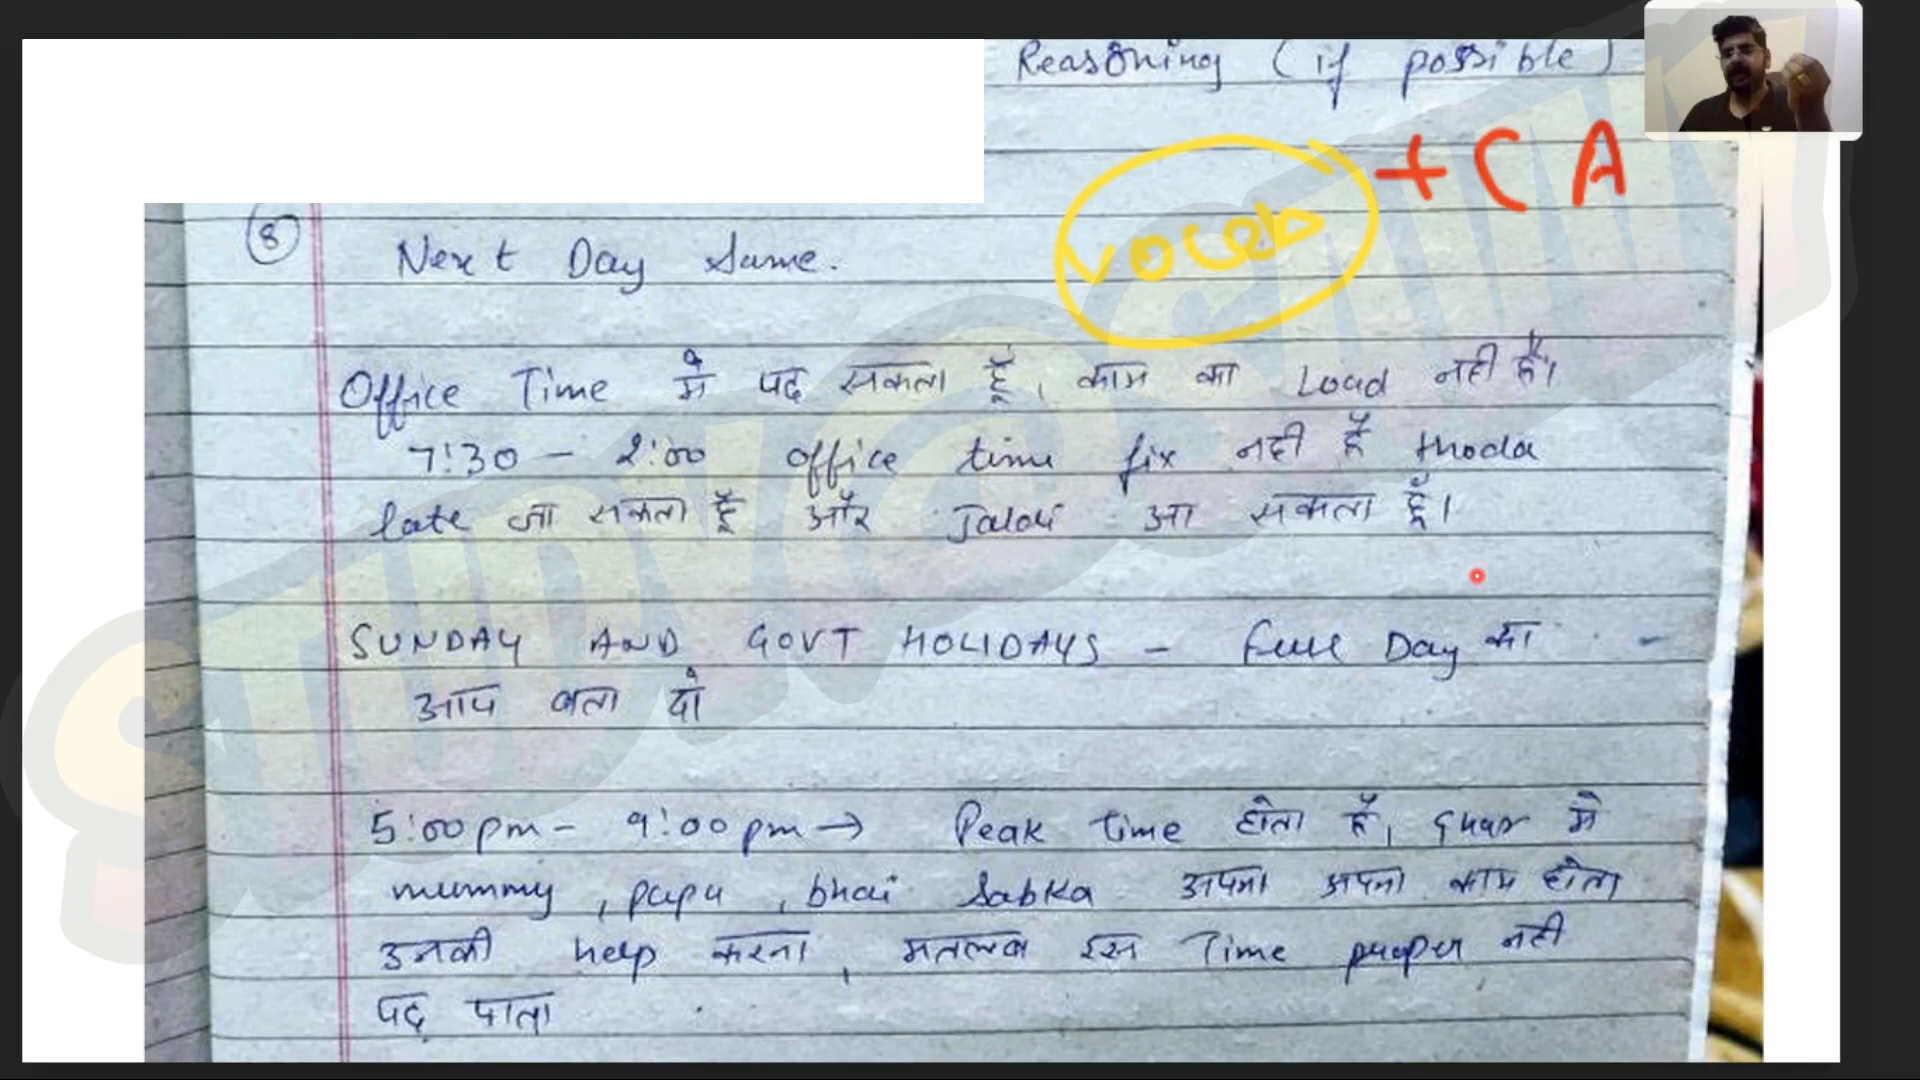 Reasoning (if possible)
+ CA
vocab
8 Next Day Same.
Office Time में पढ़ सकता हूँ, काम का Load नहीं है।
7:30 - 2:00 office time fix नहीं है thoda
late जा सकता हूँ और Jaldi आ सकता हूँ।
SUNDAY AND GOVT HOLIDAYS - Full Day का
आप बता दो
5:00pm - 9:00pm → Peak time होता है, Ghar में
mummy, papa, bhai sabka अपना अपना काम होता
उनकी help करना, मतलब इस Time proper नही
पढ़ पाता